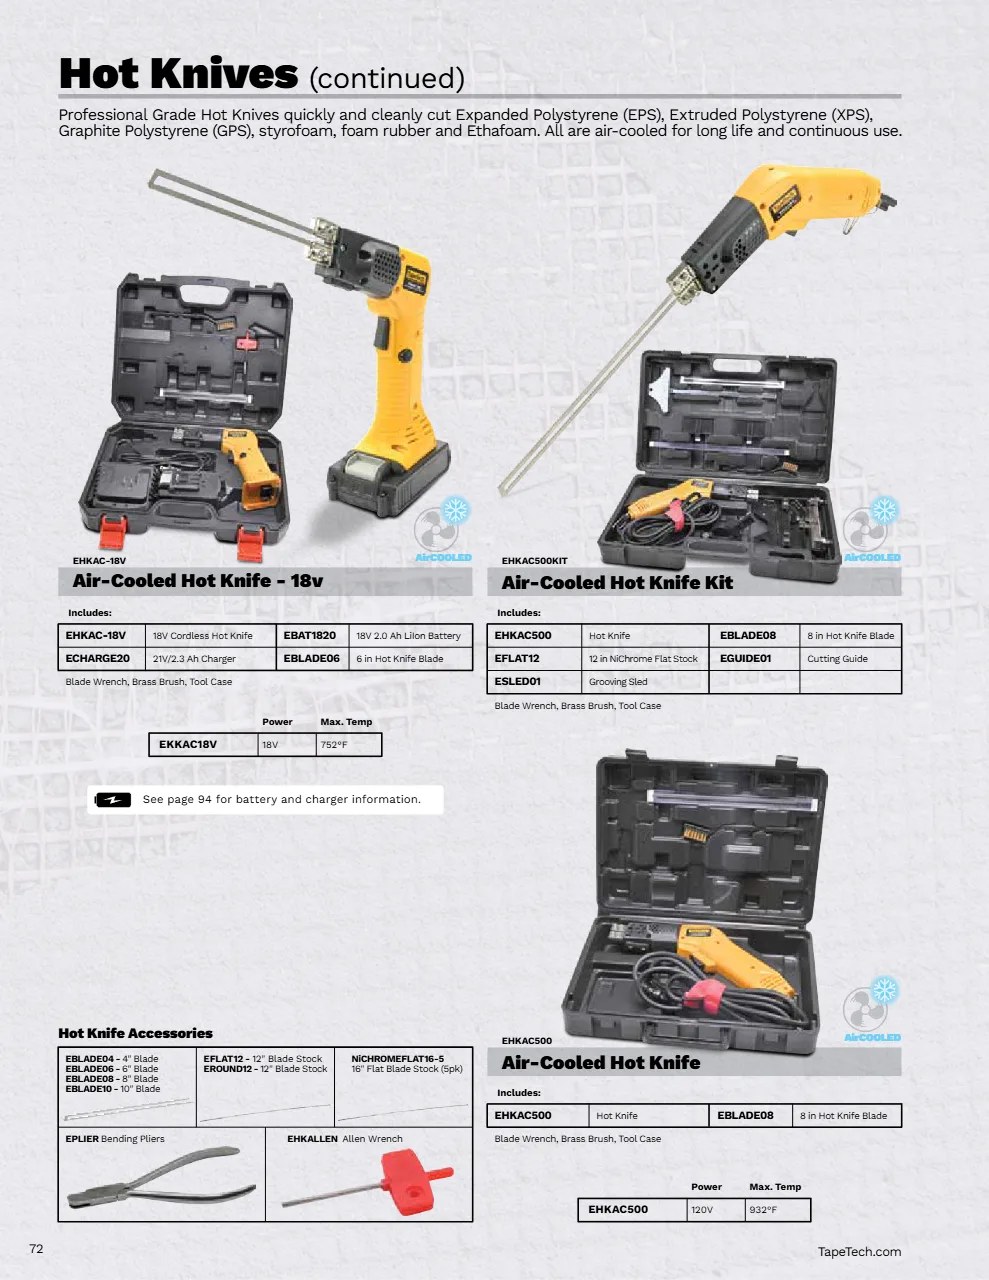 Hot Knives (continued)
Professional Grade Hot Knives quickly and cleanly cut Expanded Polystyrene (EPS), Extruded Polystyrene (XPS),
Graphite Polystyrene (GPS), styrofoam, foam rubber and Ethafoam. All are air-cooled for long life and continuous use.
AirCOOLED
EHKAC-18V
Air-Cooled Hot Knife - 18v
Includes:
EHKAC-18V 18V Cordless Hot Knife EBAT1820 18V 2.0 Ah LiIon Battery
ECHARGE20 21V/2.3 Ah Charger EBLADE06 6 in Hot Knife Blade
Blade Wrench, Brass Brush, Tool Case
Power Max. Temp
EKKAC18V 18V 752°F
See page 94 for battery and charger information.
AirCOOLED
EHKAC500KIT
Air-Cooled Hot Knife Kit
Includes:
EHKAC500 Hot Knife EBLADE08 8 in Hot Knife Blade
EFLAT12 12 in NiChrome Flat Stock EGUIDE01 Cutting Guide
ESLED01 Grooving Sled
Blade Wrench, Brass Brush, Tool Case
AirCOOLED
EHKAC500
Air-Cooled Hot Knife
Includes:
EHKAC500 Hot Knife EBLADE08 8 in Hot Knife Blade
Blade Wrench, Brass Brush, Tool Case
Power Max. Temp
EHKAC500 120V 932°F
Hot Knife Accessories
EBLADE04 - 4" Blade
EBLADE06 - 6" Blade
EBLADE08 - 8" Blade
EBLADE10 - 10" Blade
EFLAT12 - 12" Blade Stock
EROUND12 - 12" Blade Stock
NiCHROMEFLAT16-5
16" Flat Blade Stock (5pk)
EPLIER Bending Pliers
EHKALLEN Allen Wrench
72
TapeTech.com